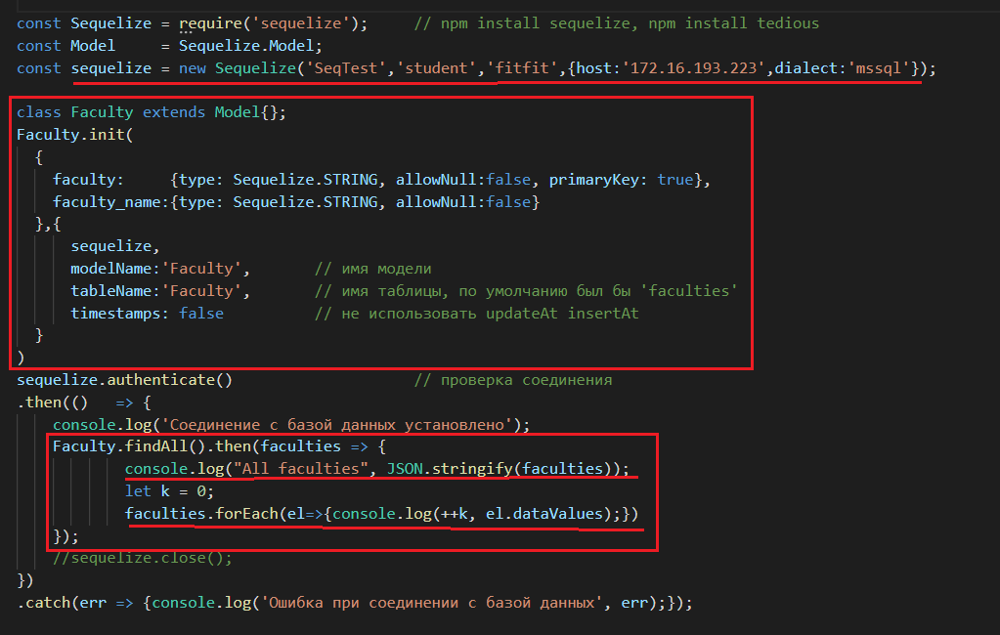 const Sequelize = require('sequelize');     // npm install sequelize, npm install tedious
const Model     = Sequelize.Model;
const sequelize = new Sequelize('SeqTest','student','fitfit',{host:'172.16.193.223',dialect:'mssql'});
class Faculty extends Model{};
Faculty.init(
  {
    faculty:     {type: Sequelize.STRING, allowNull:false, primaryKey: true},
    faculty_name:{type: Sequelize.STRING, allowNull:false}
  },{
      sequelize,
      modelName:'Faculty',       // имя модели
      tableName:'Faculty',       // имя таблицы, по умолчанию был бы 'faculties'
      timestamps: false          // не использовать updateAt insertAt
  }
)
sequelize.authenticate()                    // проверка соединения
.then(()   => {
    console.log('Соединение с базой данных установлено');
    Faculty.findAll().then(faculties => {
            console.log("All faculties", JSON.stringify(faculties));
            let k = 0;
            faculties.forEach(el=>{console.log(++k, el.dataValues);})
    });
    //sequelize.close();
})
.catch(err => {console.log('Ошибка при соединении с базой данных', err);});